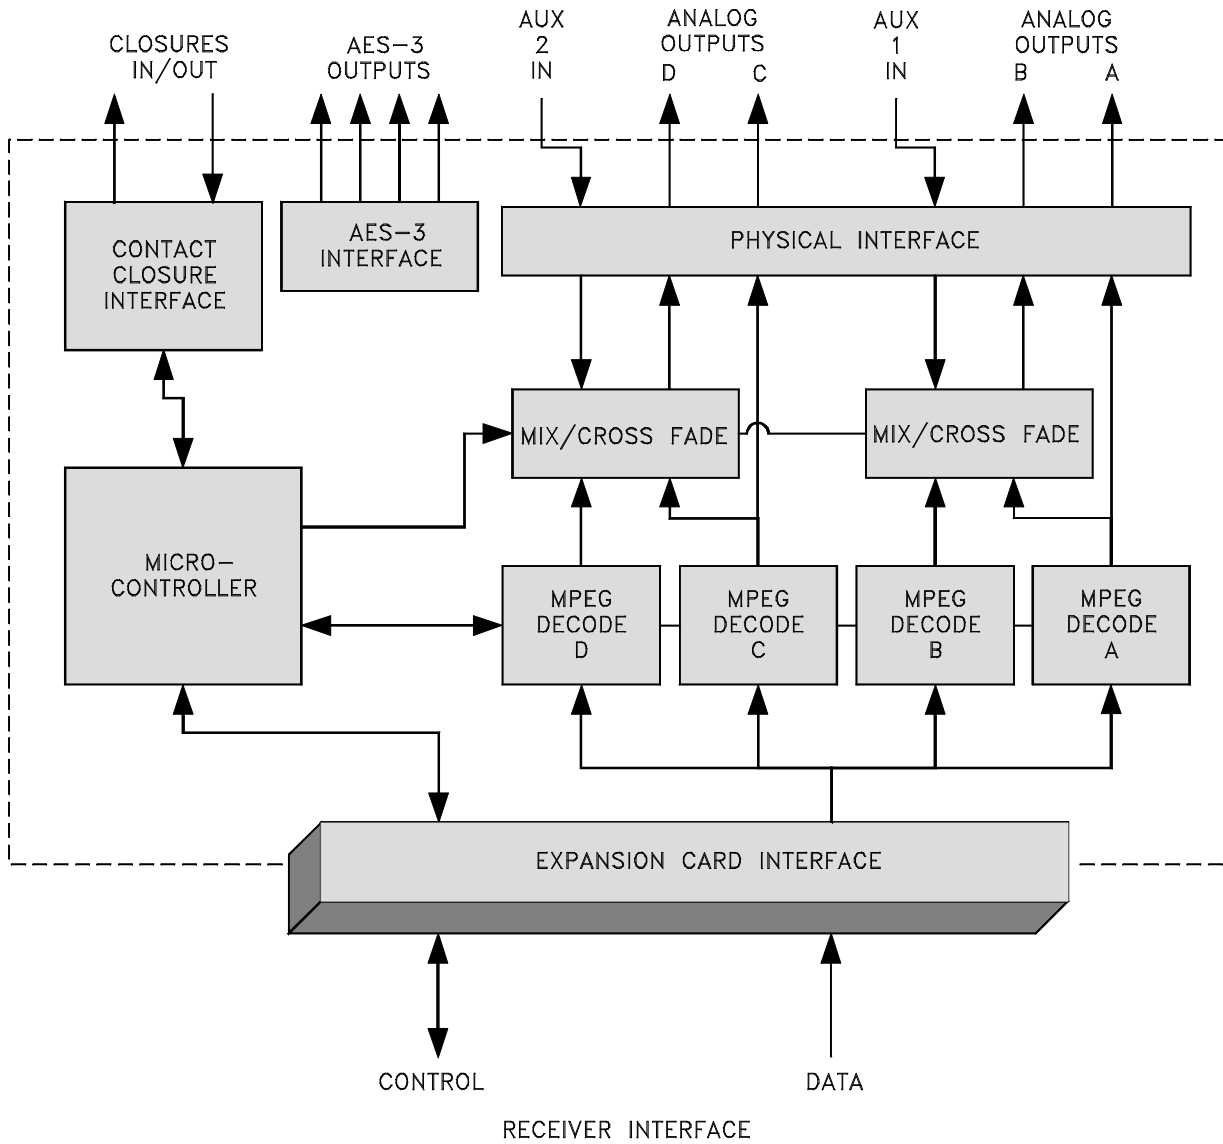 CLOSURES
IN/OUT
AES-3
OUTPUTS
AUX
2
IN
ANALOG
OUTPUTS
D C
AUX
1
IN
ANALOG
OUTPUTS
B A
CONTACT
CLOSURE
INTERFACE
AES-3
INTERFACE
PHYSICAL INTERFACE
MIX/CROSS FADE
MIX/CROSS FADE
MICRO-
CONTROLLER
MPEG
DECODE
D
MPEG
DECODE
C
MPEG
DECODE
B
MPEG
DECODE
A
EXPANSION CARD INTERFACE
CONTROL
DATA
RECEIVER INTERFACE